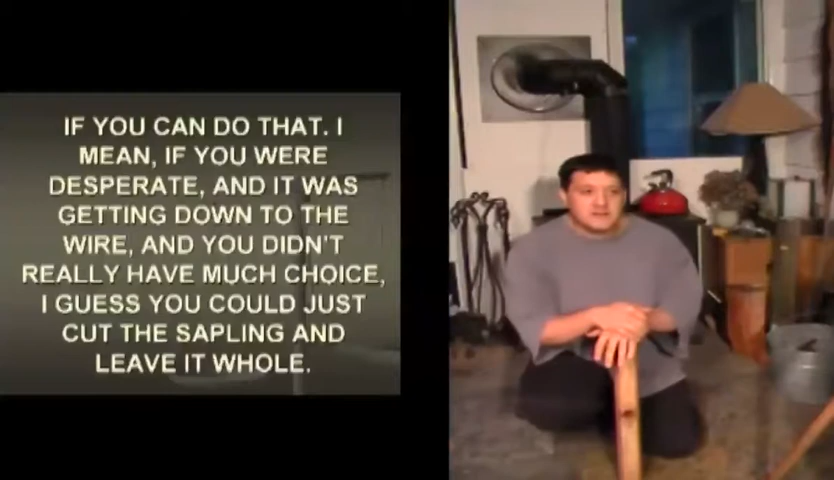 IF YOU CAN DO THAT. I
MEAN, IF YOU WERE
DESPERATE, AND IT WAS
GETTING DOWN TO THE
WIRE, AND YOU DIDN'T
REALLY HAVE MUCH CHOICE,
I GUESS YOU COULD JUST
CUT THE SAPLING AND
LEAVE IT WHOLE.